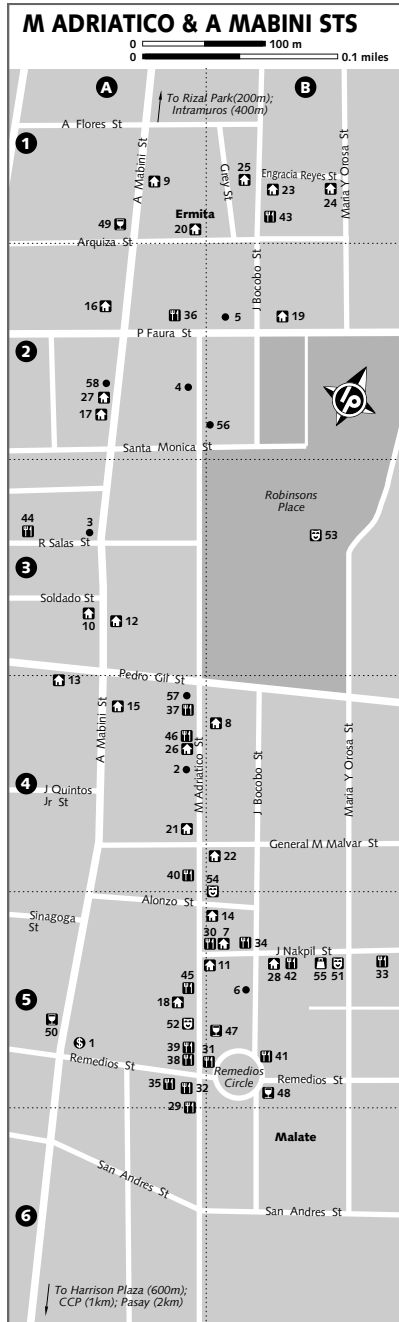 M ADRIATICO & A MABINI STS
0 100 m
0 0.1 miles
A B
To Rizal Park(200m);
Intramuros (400m)
A Flores St
1
A Mabini St
Grey St
Maria Y Orosa St
25
Engracia Reyes St
9
23
24
Ermita
43
49
20
Arquiza St
J Bocobo St
16
36
5
19
P Faura St
2
58
4
27
17
56
Santa Monica St
Robinsons
Place
44
3
53
R Salas St
3
Soldado St
10
12
13
Pedro Gil St
57
15
37
8
46
26
A Mabini St
M Adriatico St
J Bocobo St
Maria Y Orosa St
2
4
J Quintos
Jr St
21
General M Malvar St
22
40
54
Alonzo St
Sinagoga
St
14
30 7
34
J Nakpil St
11
28 42
55 51
33
45
6
18
5
50
52
47
1
39
31
38
41
Remedios St
Remedios
Circle
Remedios St
35
32
48
29
Malate
San Andres St
San Andres St
6
To Harrison Plaza (600m);
CCP (1km); Pasay (2km)